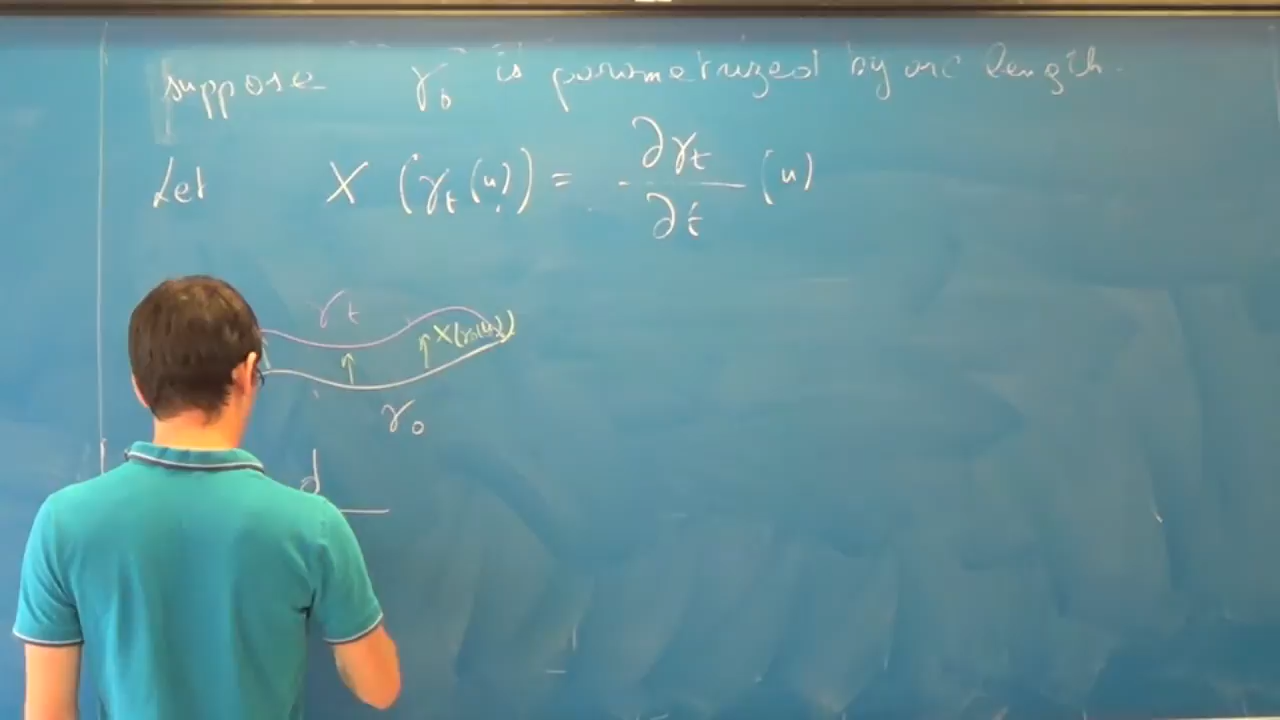 suppose γ₀ is parametrized by arc length.
Let X (γₜ(u)) = ∂γₜ/∂t (u)
γₜ
X(γ₀(u))
γ₀
d